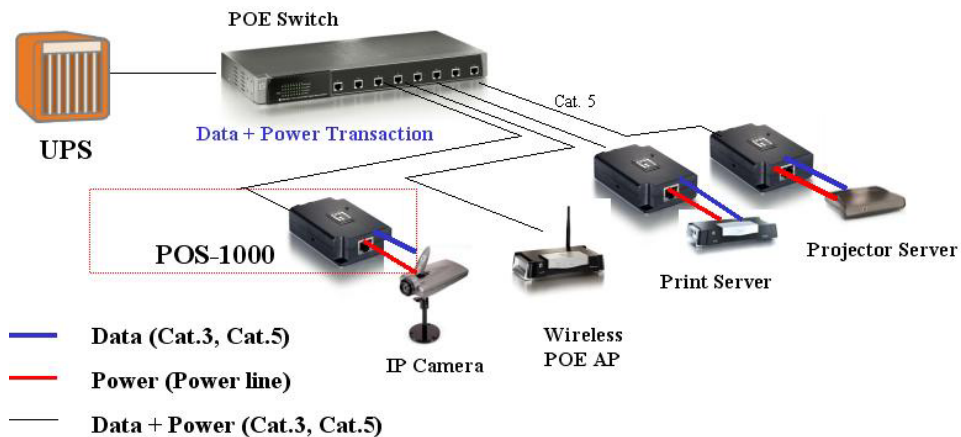 POE Switch
Cat. 5
UPS
Data + Power Transaction
POS-1000
Projector Server
Print Server
Wireless
POE AP
IP Camera
Data (Cat.3, Cat.5)
Power (Power line)
Data + Power (Cat.3, Cat.5)